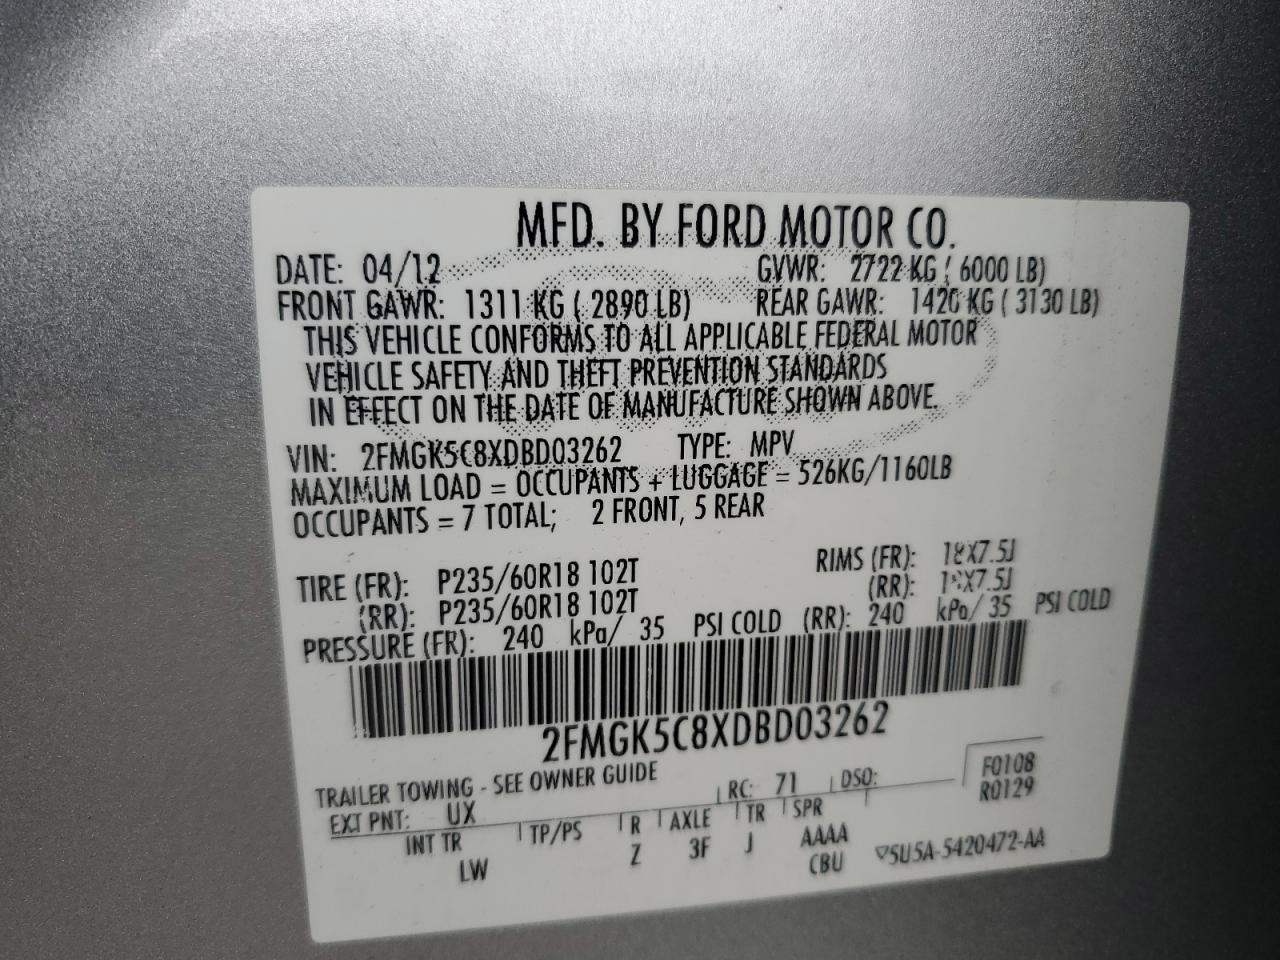 MFD. BY FORD MOTOR CO.
DATE: 04/12 GVWR: 2722 KG ( 6000 LB)
FRONT GAWR: 1311 KG ( 2890 LB) REAR GAWR: 1420 KG ( 3130 LB)
THIS VEHICLE CONFORMS TO ALL APPLICABLE FEDERAL MOTOR
VEHICLE SAFETY AND THEFT PREVENTION STANDARDS
IN EFFECT ON THE DATE OF MANUFACTURE SHOWN ABOVE.
VIN: 2FMGK5C8XDBD03262 TYPE: MPV
MAXIMUM LOAD = OCCUPANTS + LUGGAGE = 526KG/1160LB
OCCUPANTS = 7 TOTAL; 2 FRONT, 5 REAR
TIRE (FR): P235/60R18 102T RIMS (FR): 18X7.5J
(RR): P235/60R18 102T (RR): 18X7.5J
PRESSURE (FR): 240 kPa/ 35 PSI COLD (RR): 240 kPa/ 35 PSI COLD
2FMGK5C8XDBD03262
TRAILER TOWING - SEE OWNER GUIDE
F0108
EXT PNT: UX RC: 71 DSO: R0129
INT TR TP/PS R AXLE TR SPR
LW Z 3F J AAAA
CBU ▽5U5A-5420472-AA